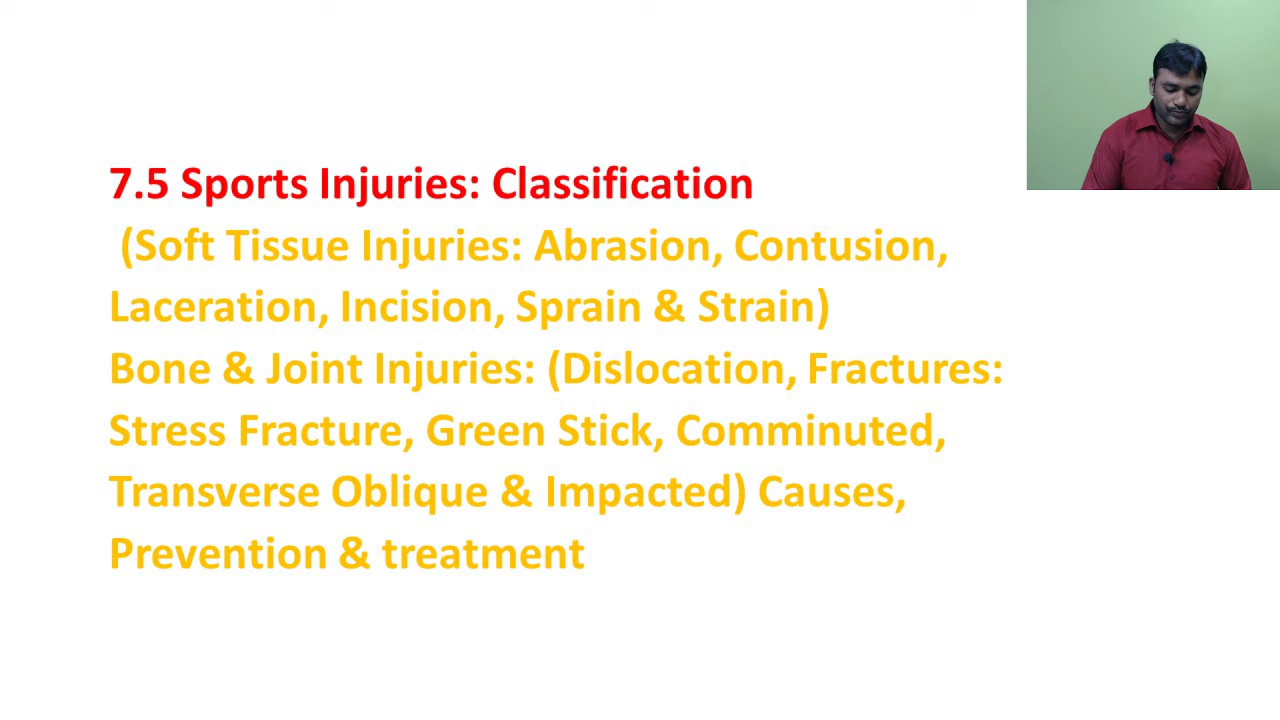 7.5 Sports Injuries: Classification
(Soft Tissue Injuries: Abrasion, Contusion,
Laceration, Incision, Sprain & Strain)
Bone & Joint Injuries: (Dislocation, Fractures:
Stress Fracture, Green Stick, Comminuted,
Transverse Oblique & Impacted) Causes,
Prevention & treatment